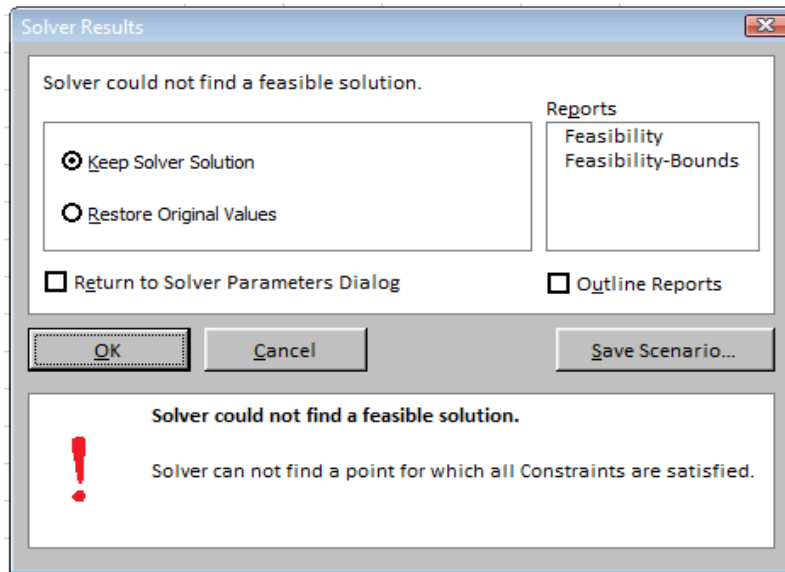 Solver Results
Solver could not find a feasible solution.
Reports
Feasibility
Feasibility-Bounds
Keep Solver Solution
Restore Original Values
Return to Solver Parameters Dialog
Outline Reports
OK
Cancel
Save Scenario...
Solver could not find a feasible solution.
Solver can not find a point for which all Constraints are satisfied.